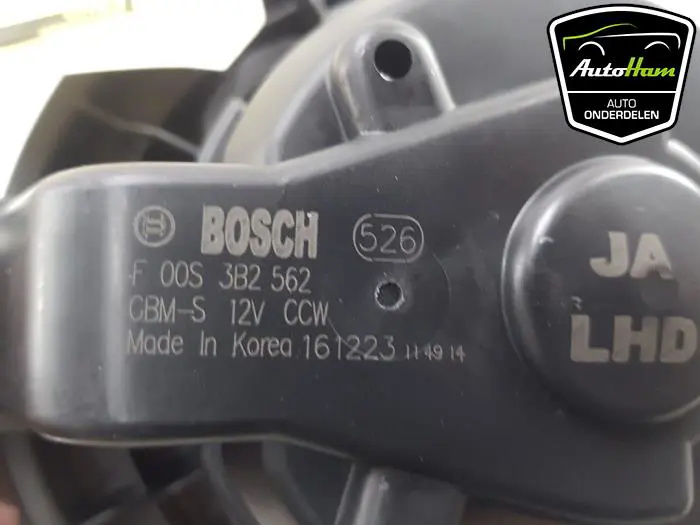 AutoHam
AUTO
ONDERDELEN
BOSCH 526
F 00S 3B2 562
GBM-S 12V CCW
Made In Korea 161223 11 49 14
JA
LHD